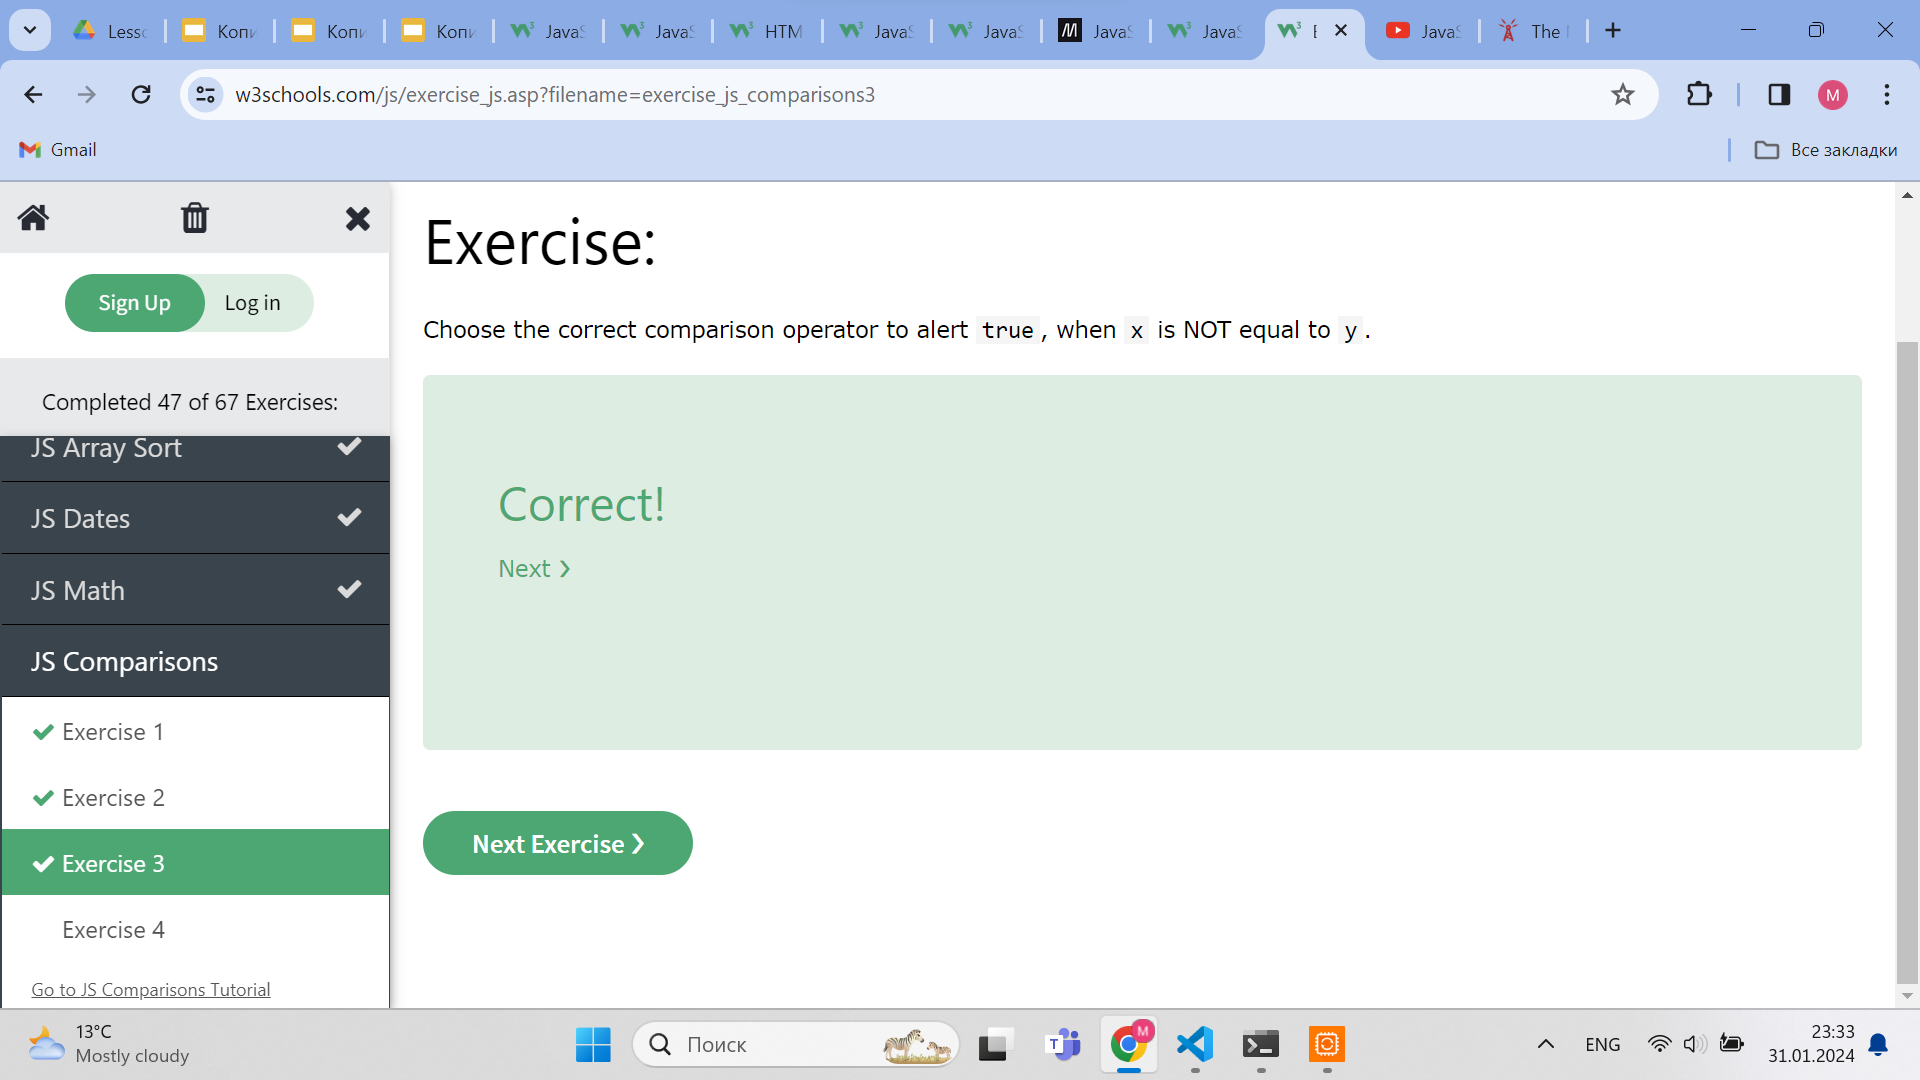 Lessc
Копи
Копи
Копи
JavaS
JavaS
HTM
JavaS
JavaS
JavaS
JavaS
E
JavaS
The
w3schools.com/js/exercise_js.asp?filename=exercise_js_comparisons3
M
Gmail
Все закладки
Sign Up
Log in
Completed 47 of 67 Exercises:
JS Array Sort
JS Dates
JS Math
JS Comparisons
Exercise 1
Exercise 2
Exercise 3
Exercise 4
Go to JS Comparisons Tutorial
Exercise:
Choose the correct comparison operator to alert true, when x is NOT equal to y.
Correct!
Next ❯
Next Exercise ❯
13°C
Mostly cloudy
Поиск
ENG
23:33
31.01.2024